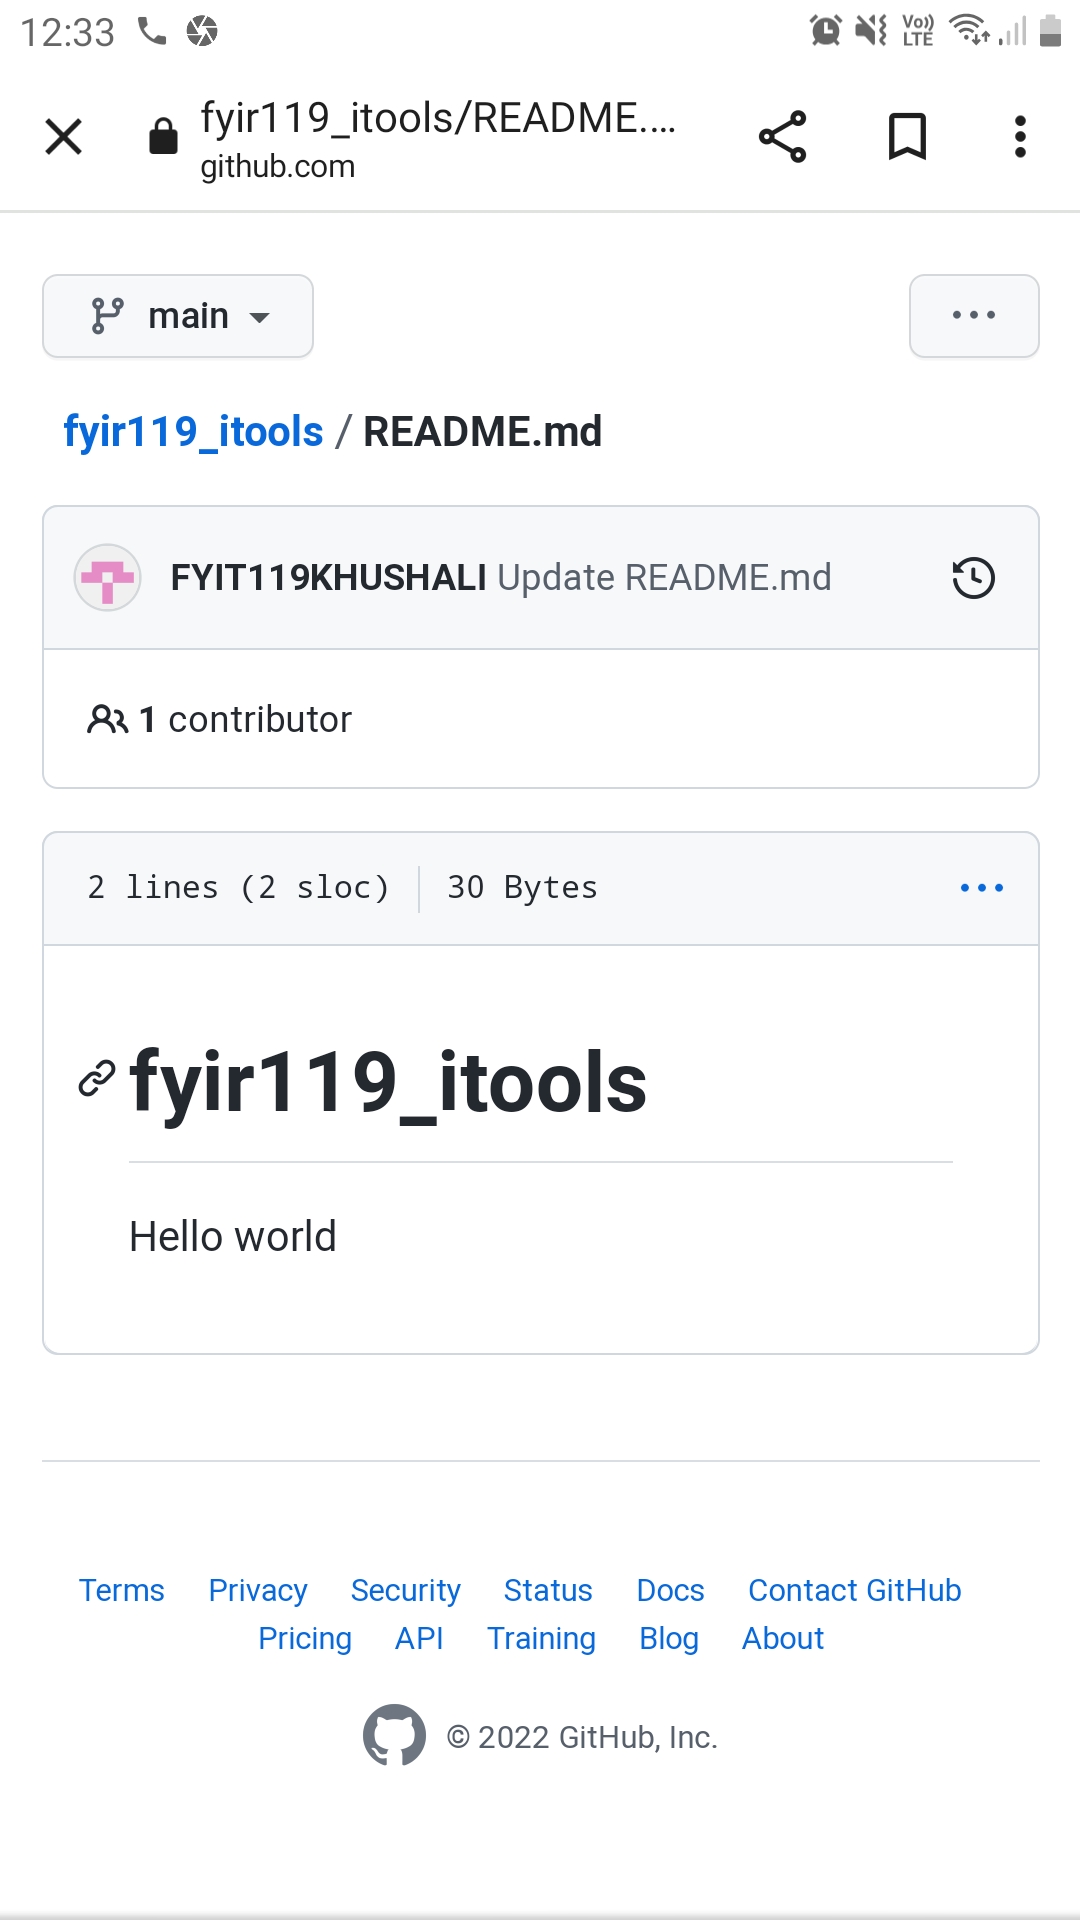 12:33
Vo)) LTE
fyir119_itools/README.…
github.com
main
fyir119_itools / README.md
FYIT119KHUSHALI Update README.md
1 contributor
2 lines (2 sloc) 30 Bytes
fyir119_itools
Hello world
Terms Privacy Security Status Docs Contact GitHub
Pricing API Training Blog About
© 2022 GitHub, Inc.